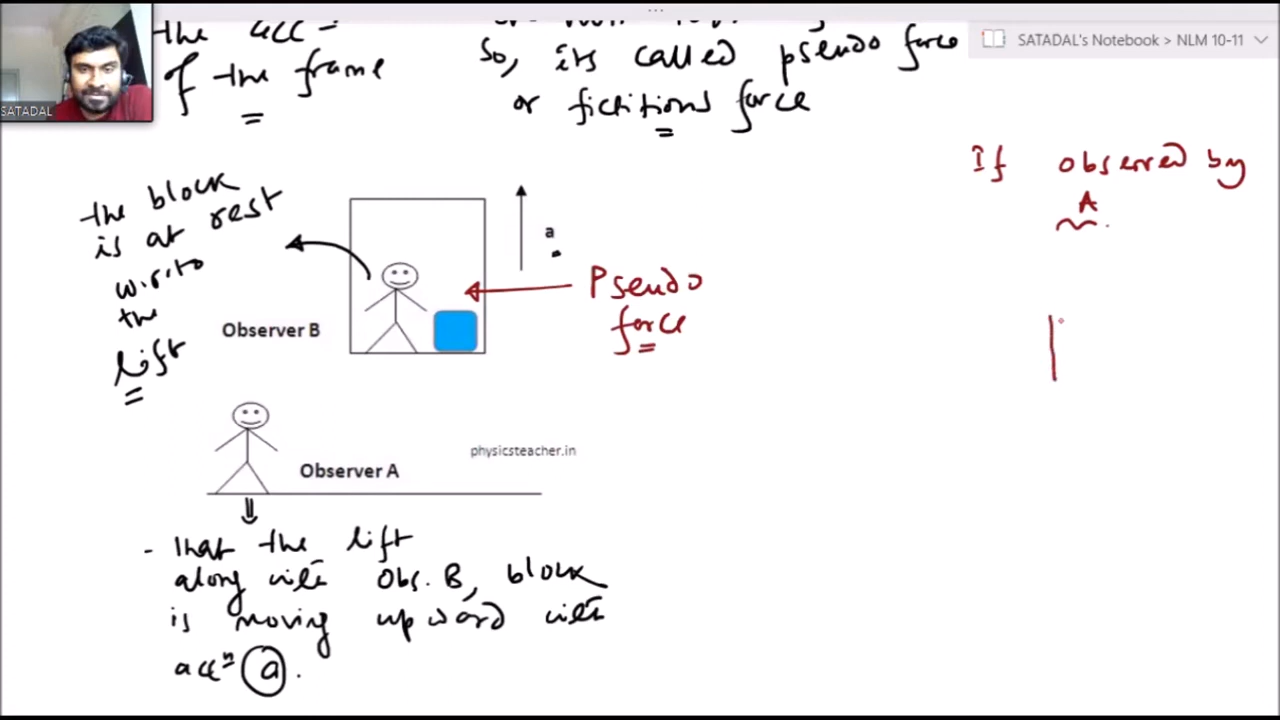 the acc=
of the frame
So, its called pseudo force
or fictitious force
SATADAL's Notebook > NLM 10-11
SATADAL
If observed by
A
the block
is at rest
w.r.to
the
lift
a
Pseudo
force
Observer B
Observer A
physicsteacher.in
- that the lift
along with Obs. B, block
is moving upward with
accⁿ a.